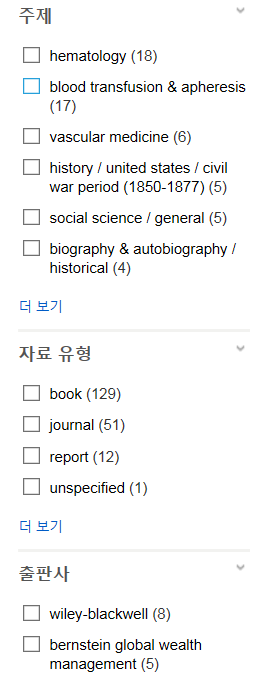 주제
hematology (18)
blood transfusion & apheresis
(17)
vascular medicine (6)
history / united states / civil
war period (1850-1877) (5)
social science / general (5)
biography & autobiography /
historical (4)
더 보기
자료 유형
book (129)
journal (51)
report (12)
unspecified (1)
더 보기
출판사
wiley-blackwell (8)
bernstein global wealth
management (5)